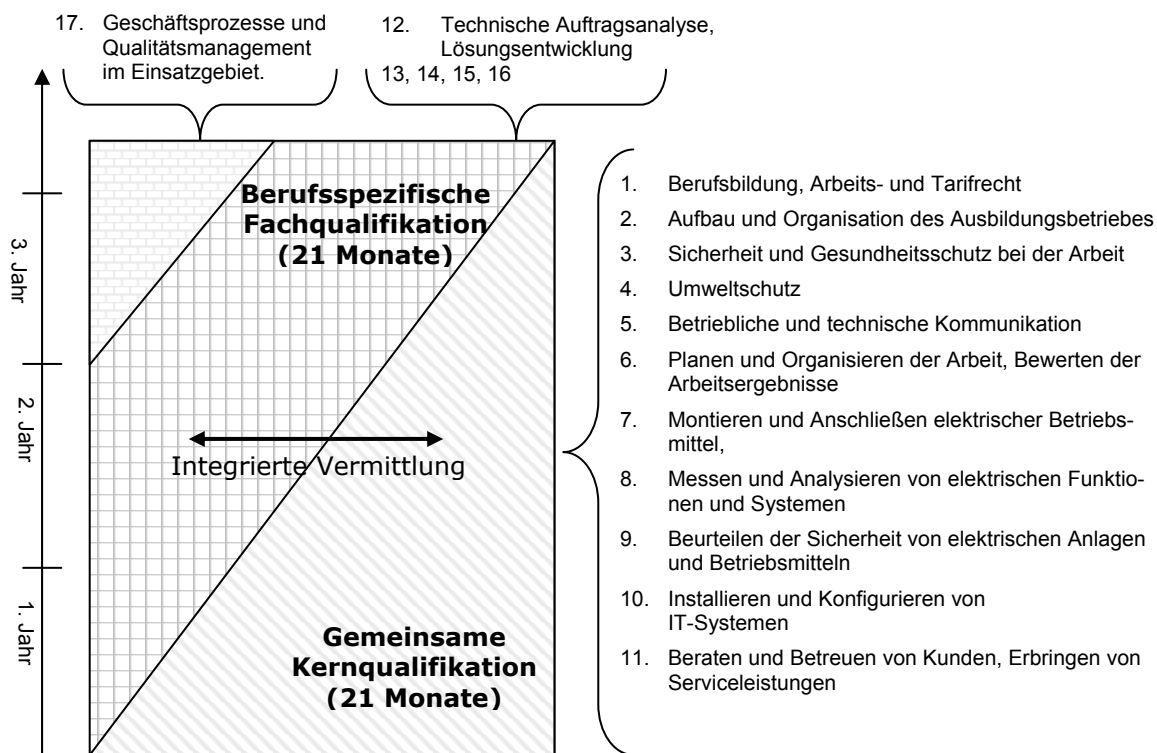 17. Geschäftsprozesse und
Qualitätsmanagement
im Einsatzgebiet.
12. Technische Auftragsanalyse,
Lösungsentwicklung
13, 14, 15, 16
3. Jahr
2. Jahr
1. Jahr
Berufsspezifische
Fachqualifikation
(21 Monate)
Integrierte Vermittlung
Gemeinsame
Kernqualifikation
(21 Monate)
1. Berufsbildung, Arbeits- und Tarifrecht
2. Aufbau und Organisation des Ausbildungsbetriebes
3. Sicherheit und Gesundheitsschutz bei der Arbeit
4. Umweltschutz
5. Betriebliche und technische Kommunikation
6. Planen und Organisieren der Arbeit, Bewerten der
Arbeitsergebnisse
7. Montieren und Anschließen elektrischer Betriebs-
mittel,
8. Messen und Analysieren von elektrischen Funktio-
nen und Systemen
9. Beurteilen der Sicherheit von elektrischen Anlagen
und Betriebsmitteln
10. Installieren und Konfigurieren von
IT-Systemen
11. Beraten und Betreuen von Kunden, Erbringen von
Serviceleistungen